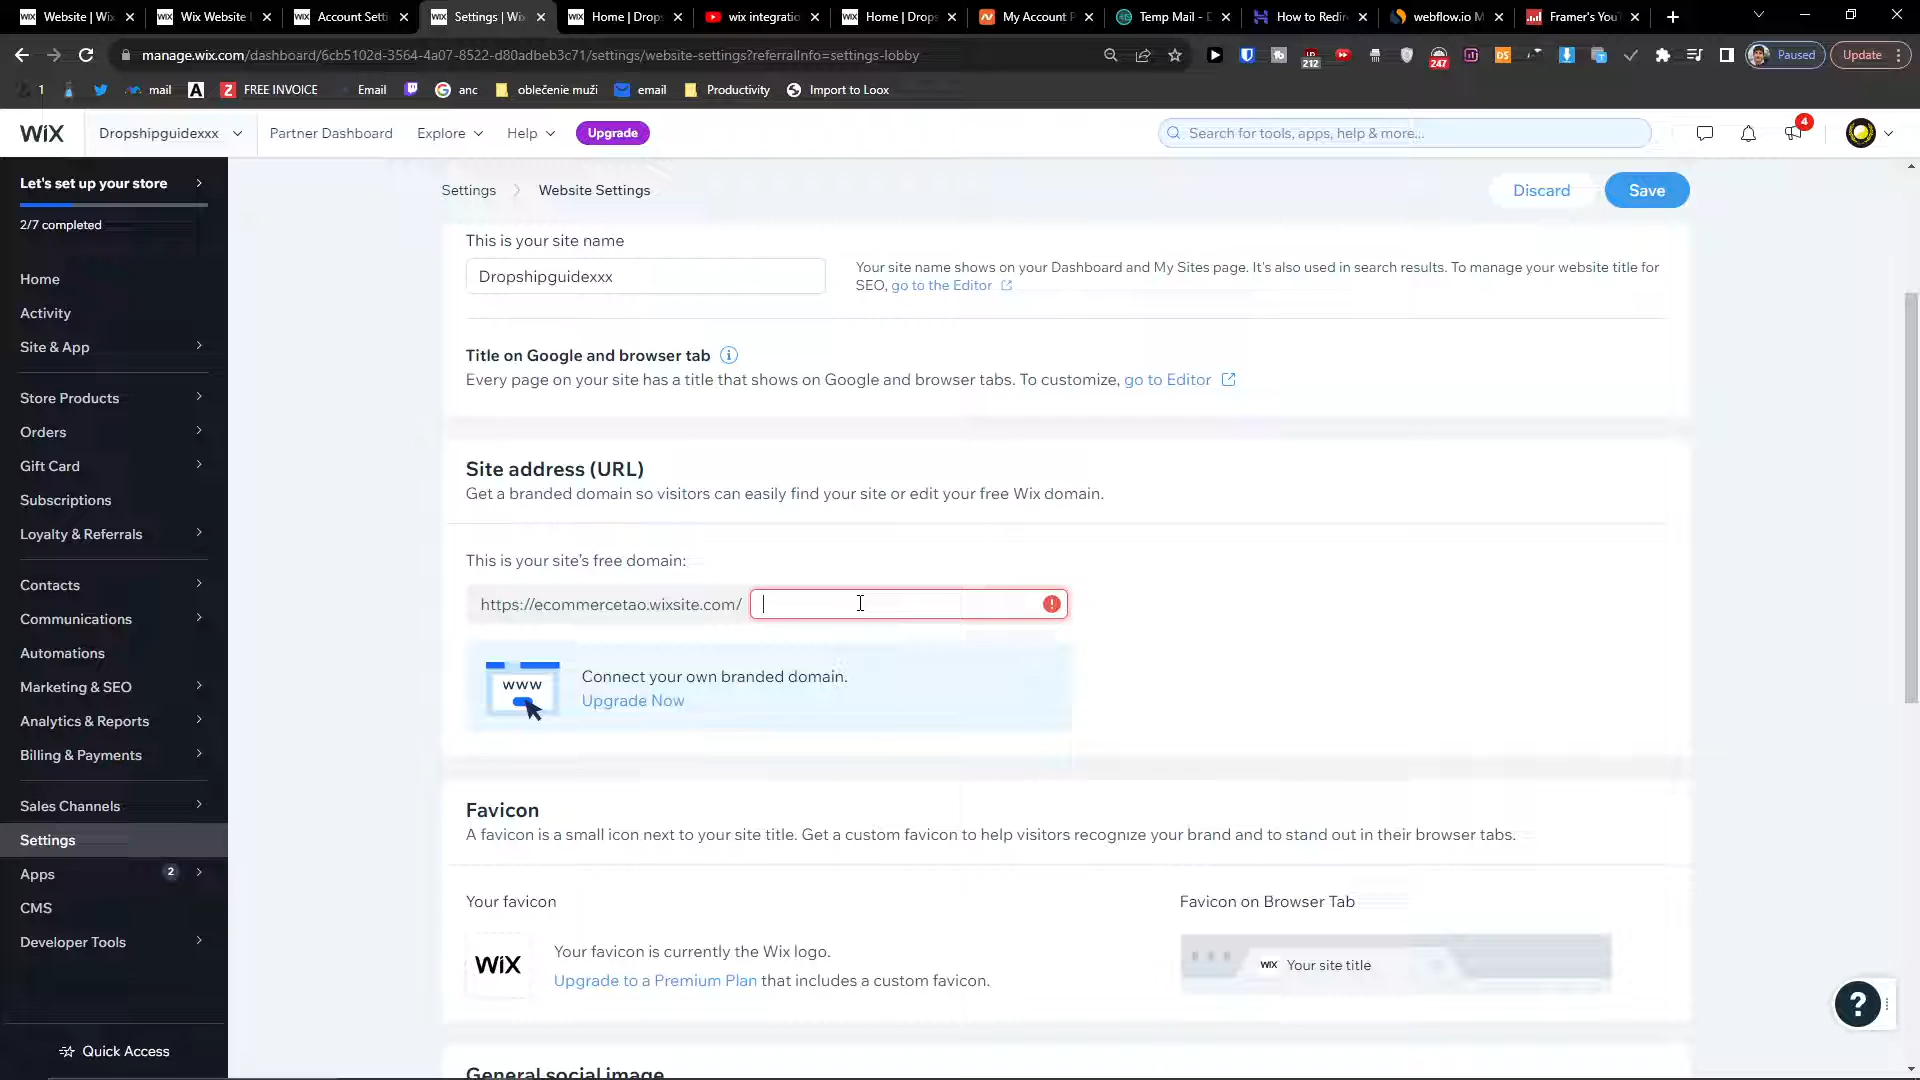 Website | Wix
Wix Website
Account Setti
Settings | Wix
Home | Drops
wix integratio
Home | Drops
My Account P
Temp Mail - D
How to Redire
webflow.io M
Framer's YouT
manage.wix.com/dashboard/6cb5102d-3564-4a07-8522-d80adbeb3c71/settings/website-settings?referralInfo=settings-lobby
212
247
DS
Paused
Update
1
mail
FREE INVOICE
Email
anc
oblečenie muži
email
Productivity
Import to Loox
WiX
Dropshipguidexxx
Partner Dashboard
Explore
Help
Upgrade
Search for tools, apps, help & more...
4
Let's set up your store
2/7 completed
Home
Activity
Site & App
Store Products
Orders
Gift Card
Subscriptions
Loyalty & Referrals
Contacts
Communications
Automations
Marketing & SEO
Analytics & Reports
Billing & Payments
Sales Channels
Settings
Apps
2
CMS
Developer Tools
Quick Access
Settings
Website Settings
Discard
Save
This is your site name
Dropshipguidexxx
Your site name shows on your Dashboard and My Sites page. It's also used in search results. To manage your website title for
SEO, go to the Editor
Title on Google and browser tab
Every page on your site has a title that shows on Google and browser tabs. To customize, go to Editor
Site address (URL)
Get a branded domain so visitors can easily find your site or edit your free Wix domain.
This is your site's free domain:
https://ecommercetao.wixsite.com/
www
Connect your own branded domain.
Upgrade Now
Favicon
A favicon is a small icon next to your site title. Get a custom favicon to help visitors recognize your brand and to stand out in their browser tabs.
Your favicon
Favicon on Browser Tab
WiX
Your favicon is currently the Wix logo.
Upgrade to a Premium Plan that includes a custom favicon.
WiX
Your site title
General social image